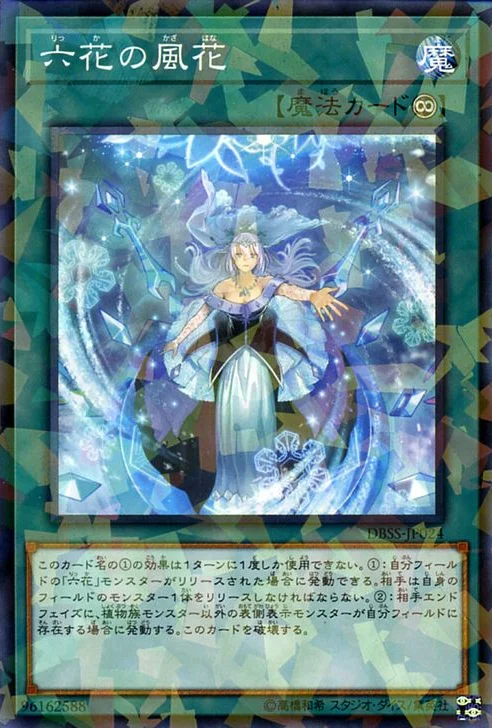 六花の風花
魔
【魔法カード】
DBSS-JP024
このカード名の①の効果は1ターンに1度しか使用できない。①:自分フィール
ドの「六花」モンスターがリリースされた場合に発動できる。相手は自身の
フィールドのモンスター1体をリリースしなければならない。②:相手エンド
フェイズに、植物族モンスター以外の表側表示モンスターが自分フィールドに
存在する場合に発動する。このカードを破壊する。
96162588
©高橋和希 スタジオ・ダイス/集英社